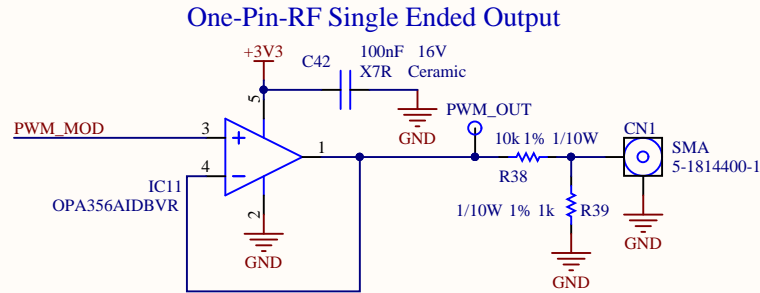 One-Pin-RF Single Ended Output
+3V3
C42
100nF 16V
X7R Ceramic
GND
5
PWM_MOD
3
4
1
2
IC11
OPA356AIDBVR
GND
PWM_OUT
10k 1% 1/10W
R38
CN1
SMA
5-1814400-1
1/10W 1% 1k
R39
GND
GND